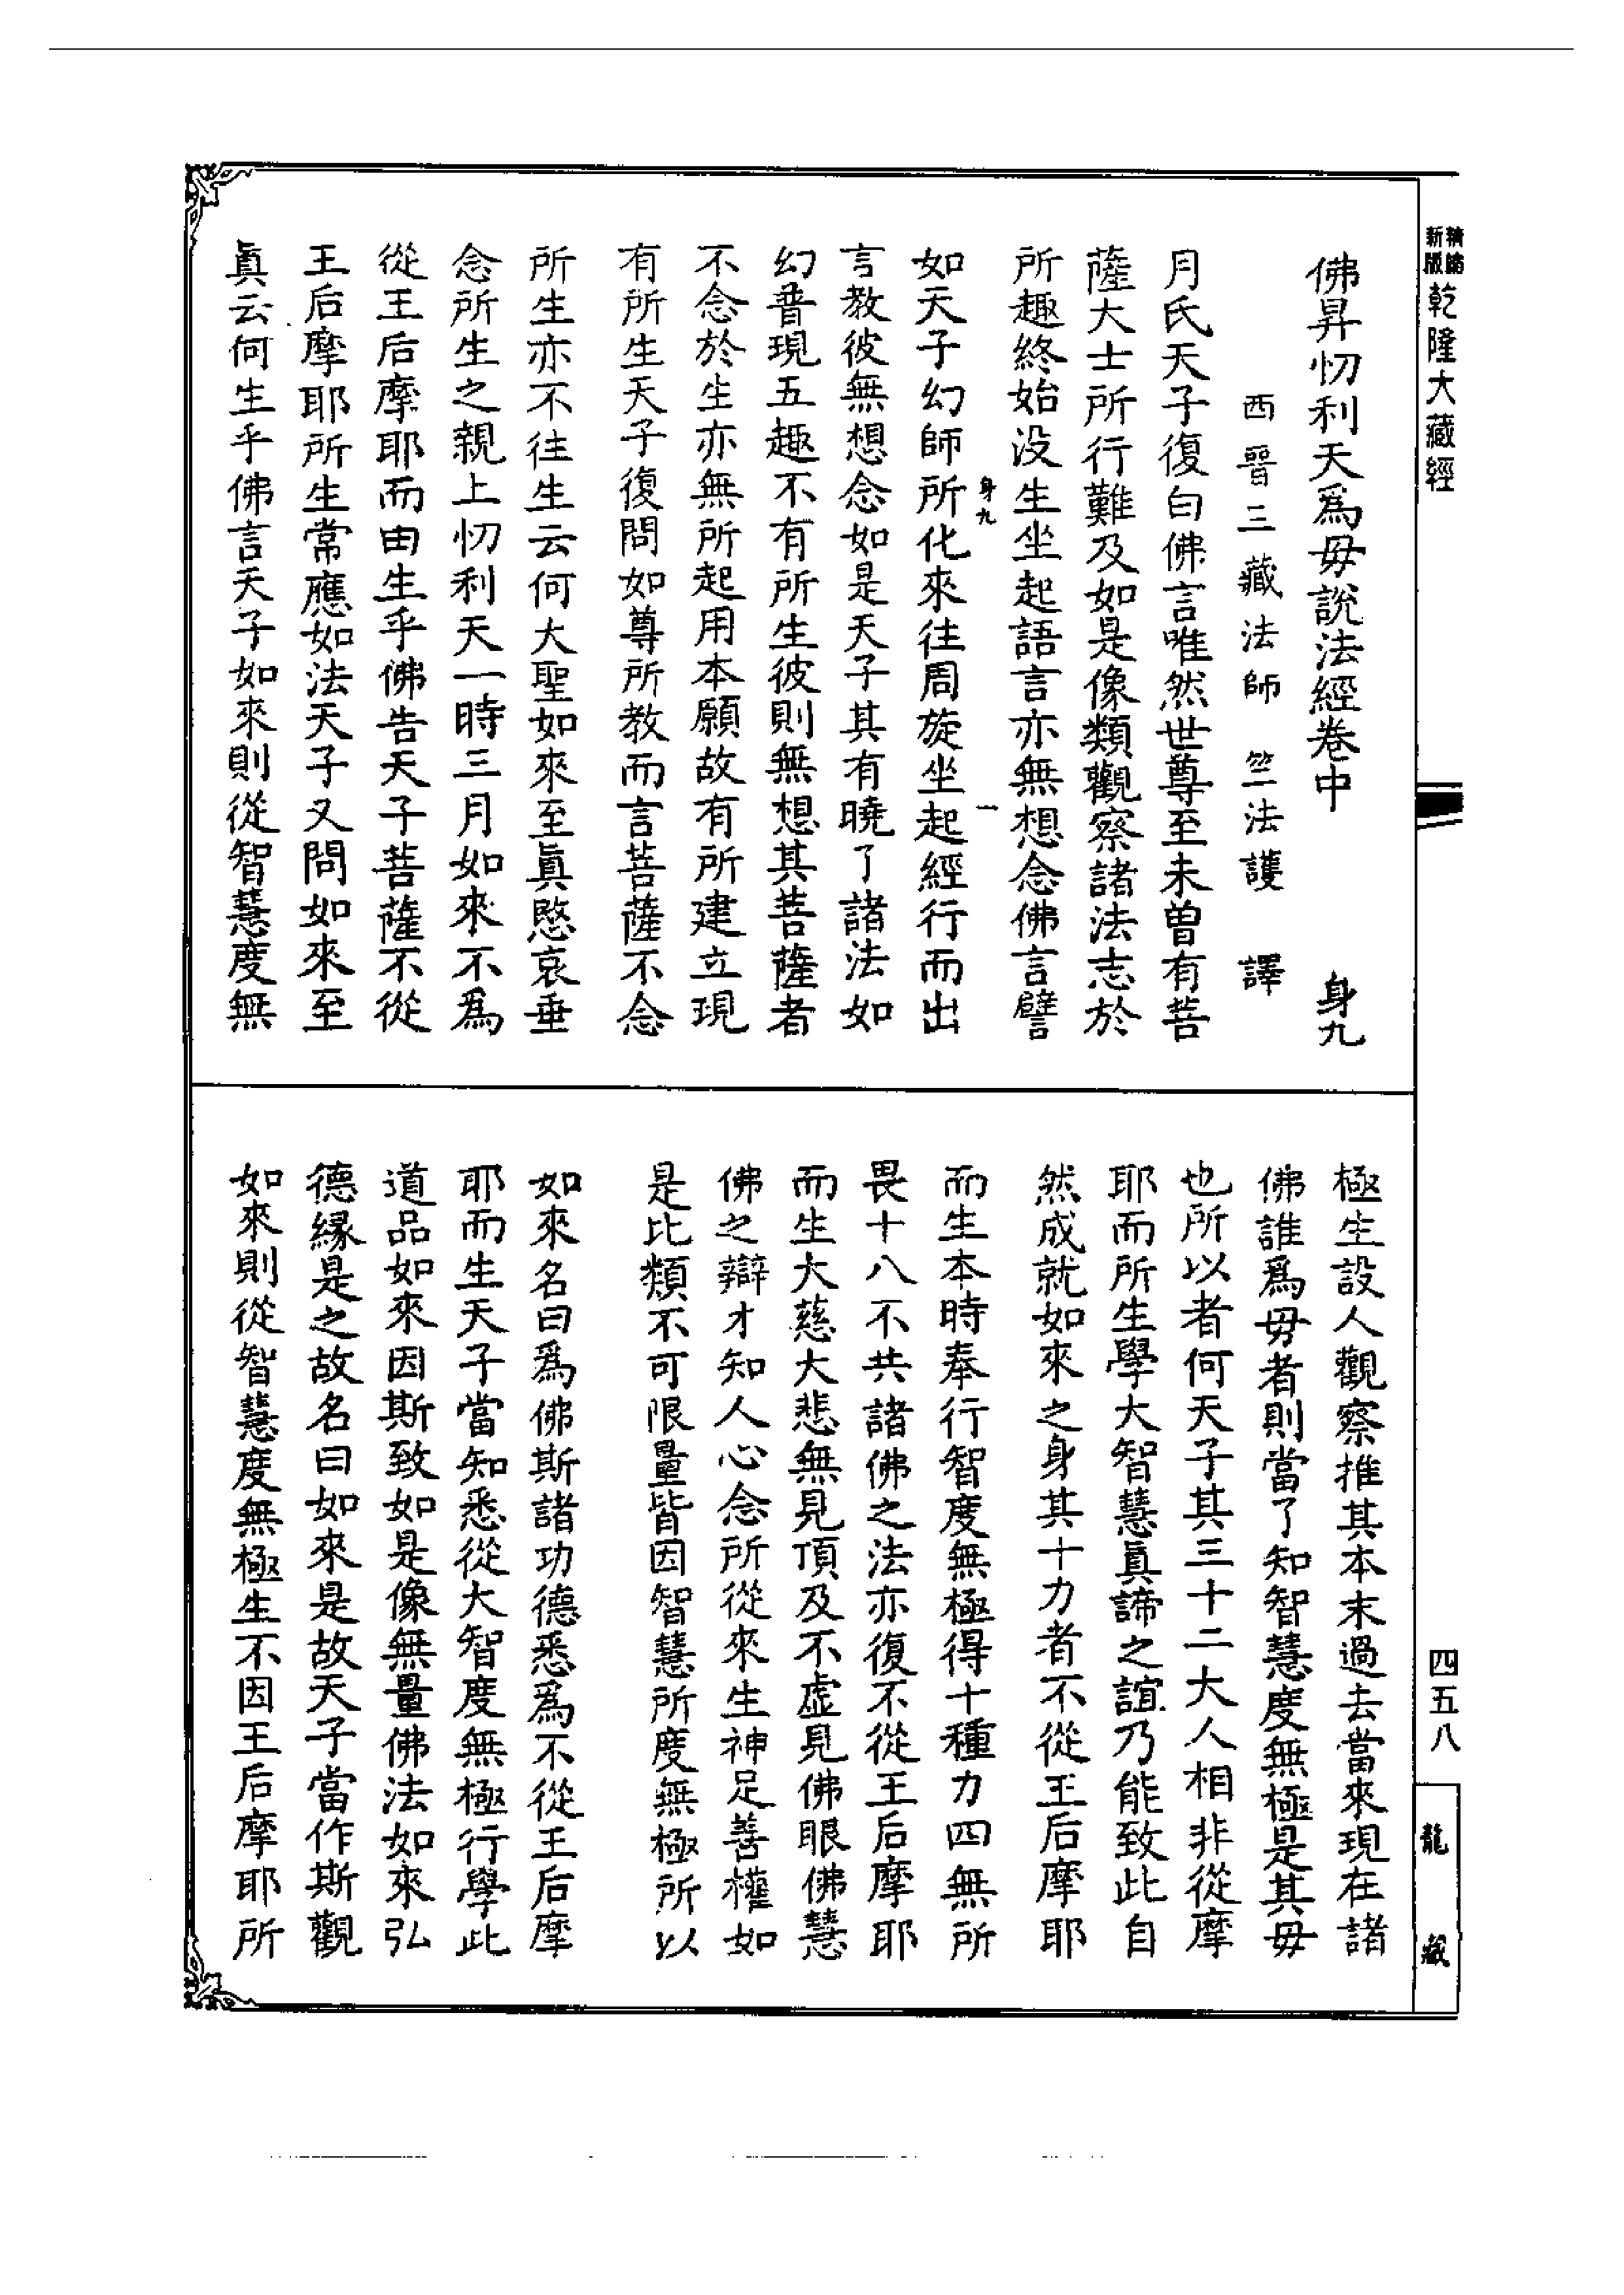 精縮新版乾隆大藏經
佛昇忉利天爲毋說法經卷中　身九
西晉三藏法師竺法護　譯
月氏天子復白佛言唯然世尊至未曽有菩
薩大士所行難及如是像類觀察諸法志於
所趣終始没生坐起語言亦無想念佛言譬
身九　一
如天子幻師所化來往周旋坐起經行而出
言教彼無想念如是天子其有曉了諸法如
幻普現五趣不有所生彼則無想其菩薩者
不念於生亦無所起用本願故有所建立現
有所生天子復問如尊所教而言菩薩不念
所生亦不往生云何大聖如來至眞愍哀垂
念所生之親上忉利天一時三月如來不爲
從王后摩耶而由生乎佛告天子菩薩不從
王后摩耶所生常應如法天子又問如來至
眞云何生乎佛言天子如來則從智慧度無
極生設人觀察推其本末過去當來現在諸
佛誰爲毋者則當了知智慧度無極是其毋
也所以者何天子其三十二大人相非從摩
耶而所生學大智慧眞諦之誼乃能致此自
然成就如來之身其十力者不從王后摩耶
而生本時奉行智度無極得十種力四無所
畏十八不共諸佛之法亦復不從王后摩耶
而生大慈大悲無見頂及不虛見佛眼佛慧
佛之辯才知人心念所從來生神足善權如
是比類不可限量皆因智慧所度無極所以
如來名曰爲佛斯諸功德悉爲不從王后摩
耶而生天子當知悉從大智度無極行學此
道品如來因斯致如是像無量佛法如來弘
德縁是之故名曰如來是故天子當作斯觀
如來則從智慧度無極生不因王后摩耶所
四五八
龍藏